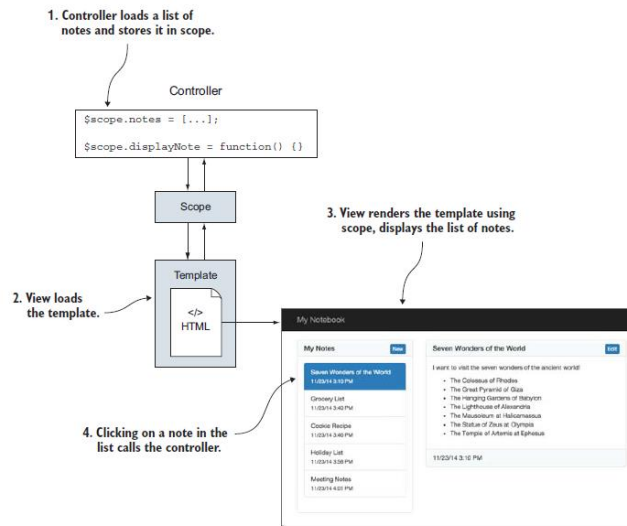 1. Controller loads a list of
notes and stores it in scope.
Controller
$scope.notes = [...];
$scope.displayNote = function() {}
Scope
3. View renders the template using
scope, displays the list of notes.
Template
2. View loads
the template.
</>
HTML
My Notebook
My Notes
New
Seven Wonders of the World
11/23/14 3:10 PM
Grocery List
11/23/14 3:40 PM
Cookie Recipe
11/23/14 3:46 PM
Holiday List
11/23/14 3:58 PM
Meeting Notes
11/23/14 4:01 PM
4. Clicking on a note in the
list calls the controller.
Seven Wonders of the World
Edit
I want to visit the seven wonders of the ancient world!
• The Colossus of Rhodes
• The Great Pyramid of Giza
• The Hanging Gardens of Babylon
• The Lighthouse of Alexandria
• The Mausoleum at Halicarnassus
• The Statue of Zeus at Olympia
• The Temple of Artemis at Ephesus
11/23/14 3:10 PM